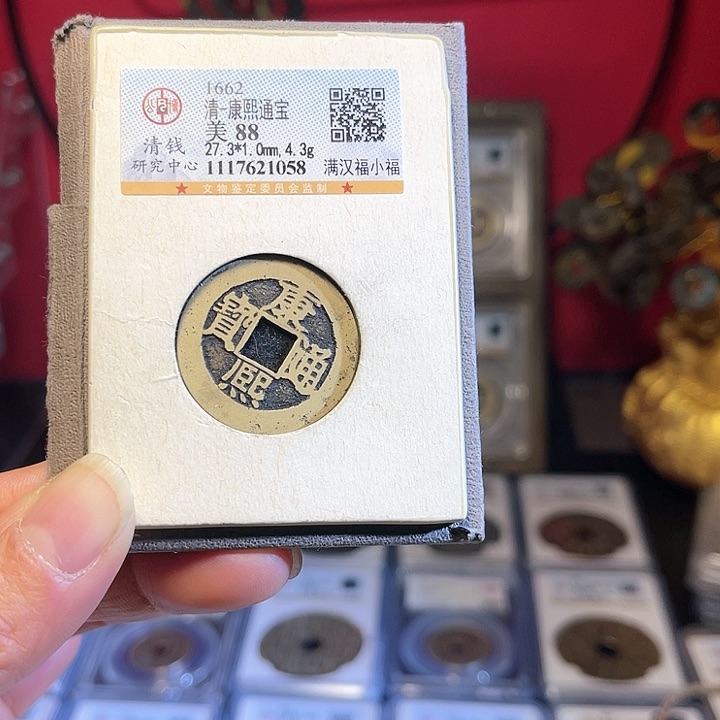 1662
清·康熙通宝
美 88
清钱 27.3*1.0mm,4.3g
研究中心 1117621058 满汉福小福
★ 文物鉴定委员会监制 ★
康
寶 通
熙